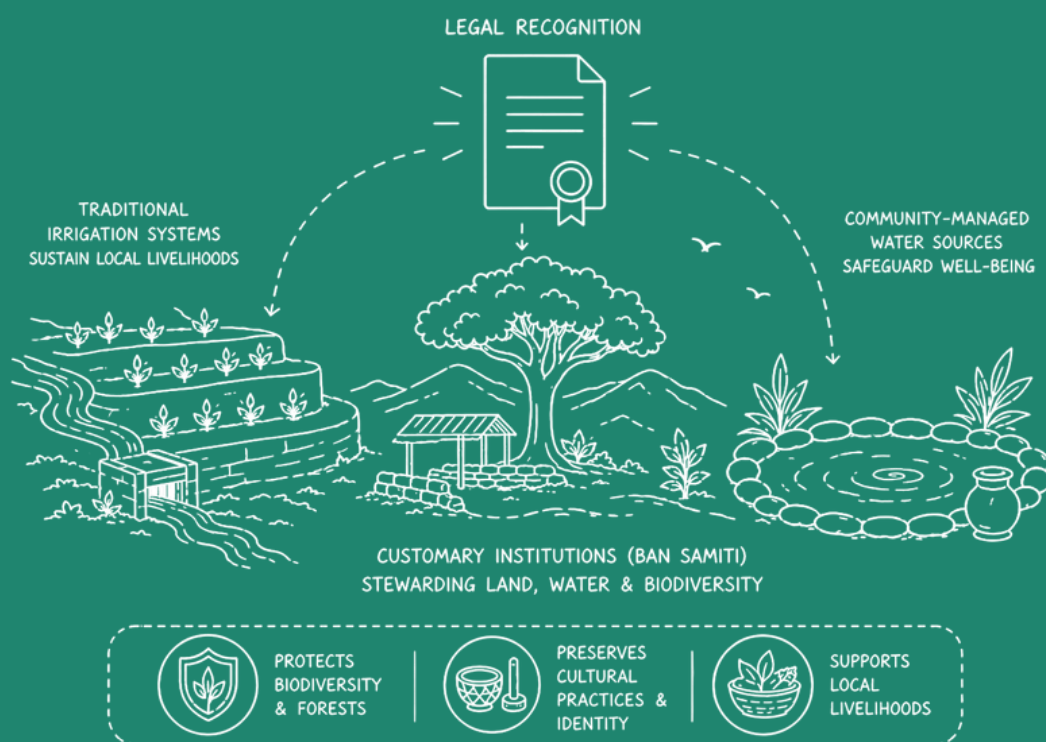 LEGAL RECOGNITION
TRADITIONAL
IRRIGATION SYSTEMS
SUSTAIN LOCAL LIVELIHOODS
COMMUNITY-MANAGED
WATER SOURCES
SAFEGUARD WELL-BEING
CUSTOMARY INSTITUTIONS (BAN SAMITI)
STEWARDING LAND, WATER & BIODIVERSITY
PROTECTS
BIODIVERSITY
& FORESTS
PRESERVES
CULTURAL
PRACTICES &
IDENTITY
SUPPORTS
LOCAL
LIVELIHOODS